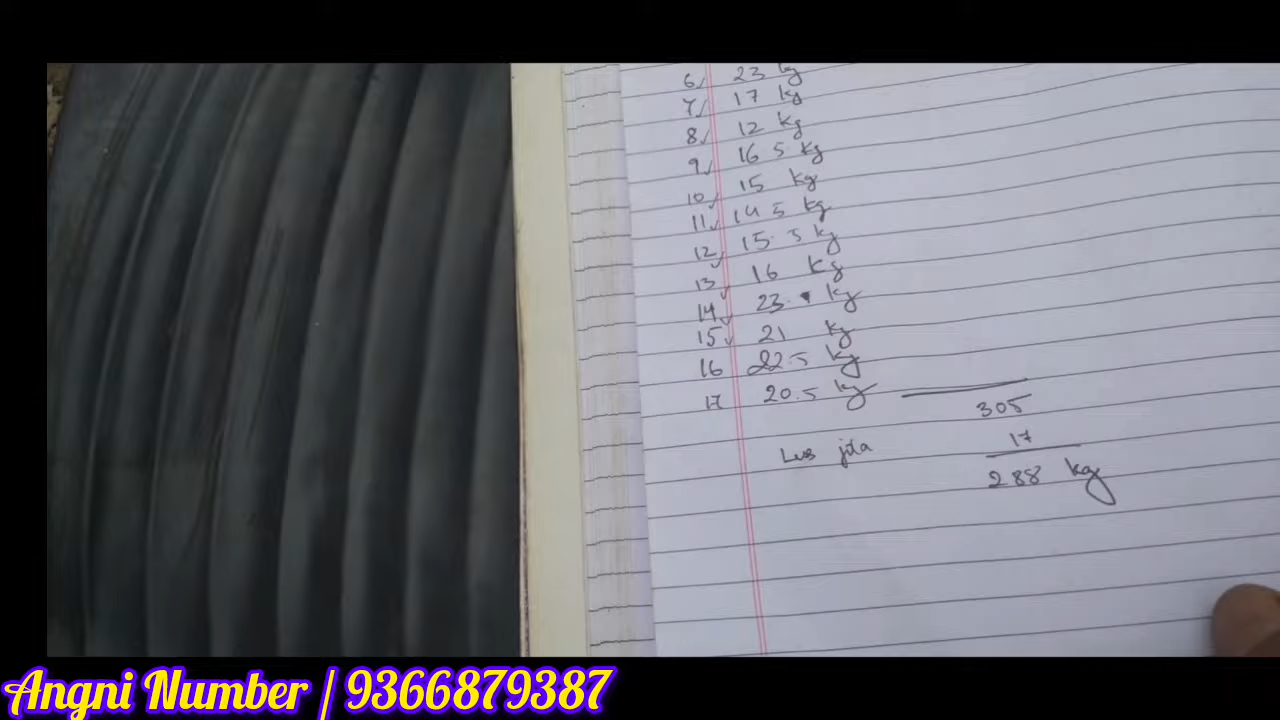 6 23 kg
7 17 kg
8 12 kg
9 16 5 kg
10 15 kg
11 14 5 kg
12 15.5 kg
13 16 kg
14 23. kg
15 21 kg
16 22.5 kg
17 20.5 kg
305
17
288 kg
Angni Number / 9366879387